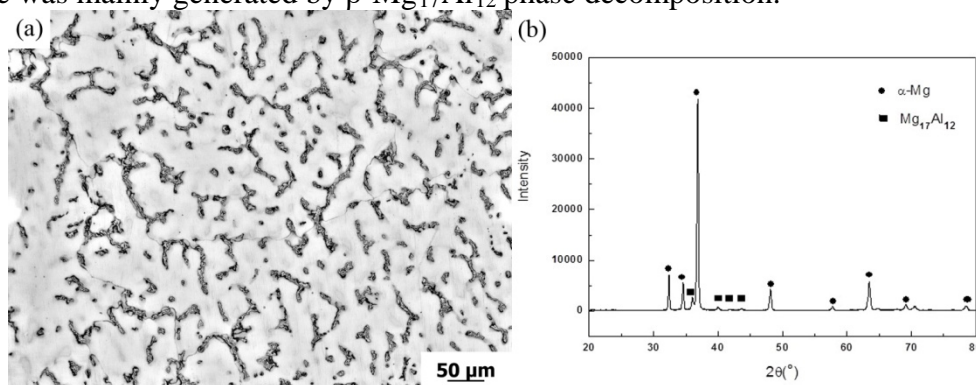 was mainly generated by β-Mg₁₇Al₁₂ phase decomposition.
(a)
50 μm
(b)
50000
40000
30000
20000
10000
0
Intensity
α-Mg
Mg₁₇Al₁₂
20 30 40 50 60 70 80
2θ(°)